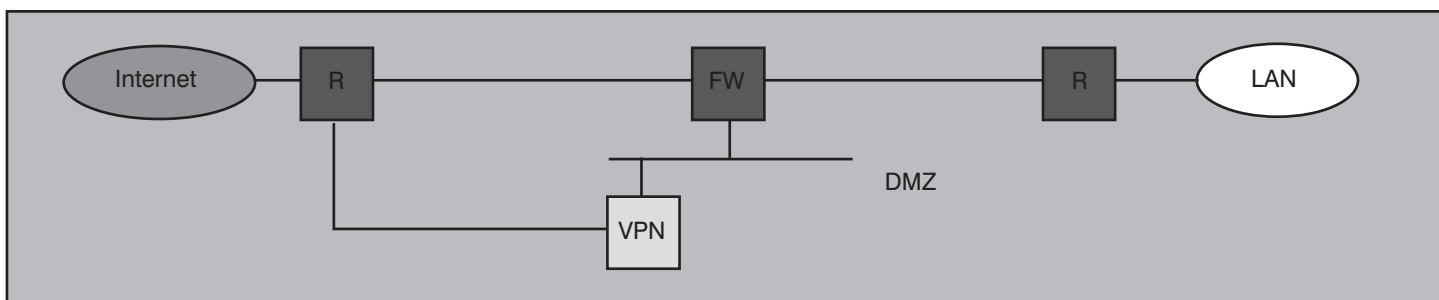 Internet
R
FW
R
LAN
DMZ
VPN